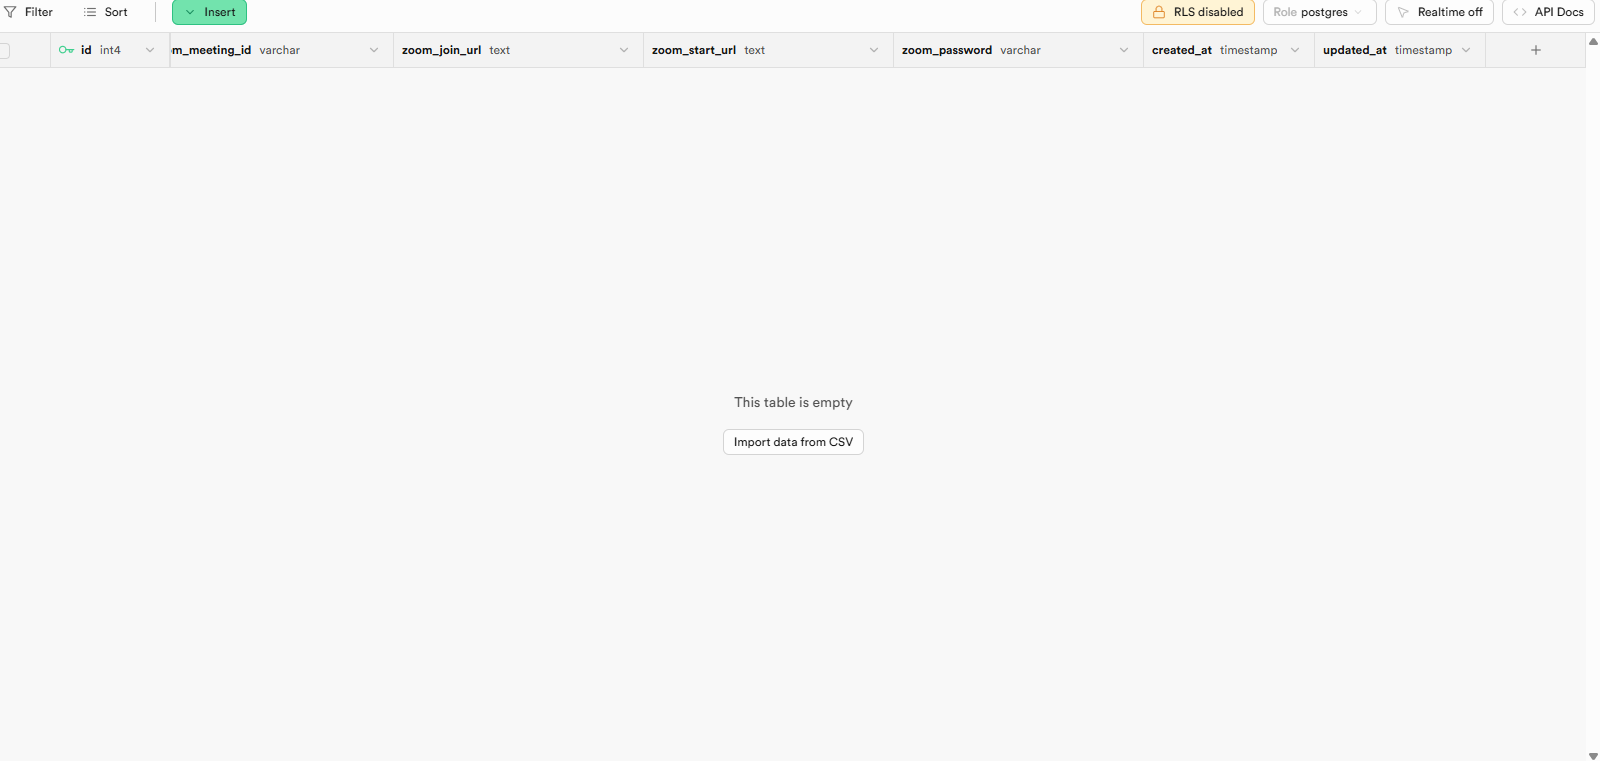 Filter Sort Insert RLS disabled Role postgres Realtime off API Docs
id int4 m_meeting_id varchar zoom_join_url text zoom_start_url text zoom_password varchar created_at timestamp updated_at timestamp
This table is empty
Import data from CSV